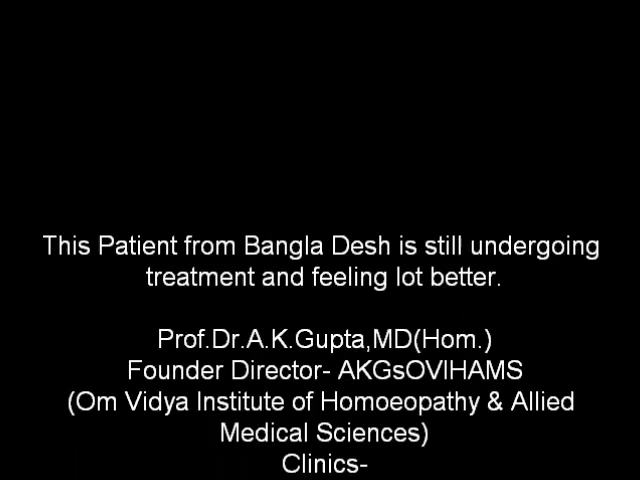 This Patient from Bangla Desh is still undergoing
treatment and feeling lot better.
Prof.Dr.A.K.Gupta,MD(Hom.)
Founder Director- AKGsOVIHAMS
(Om Vidya Institute of Homoeopathy & Allied
Medical Sciences)
Clinics-